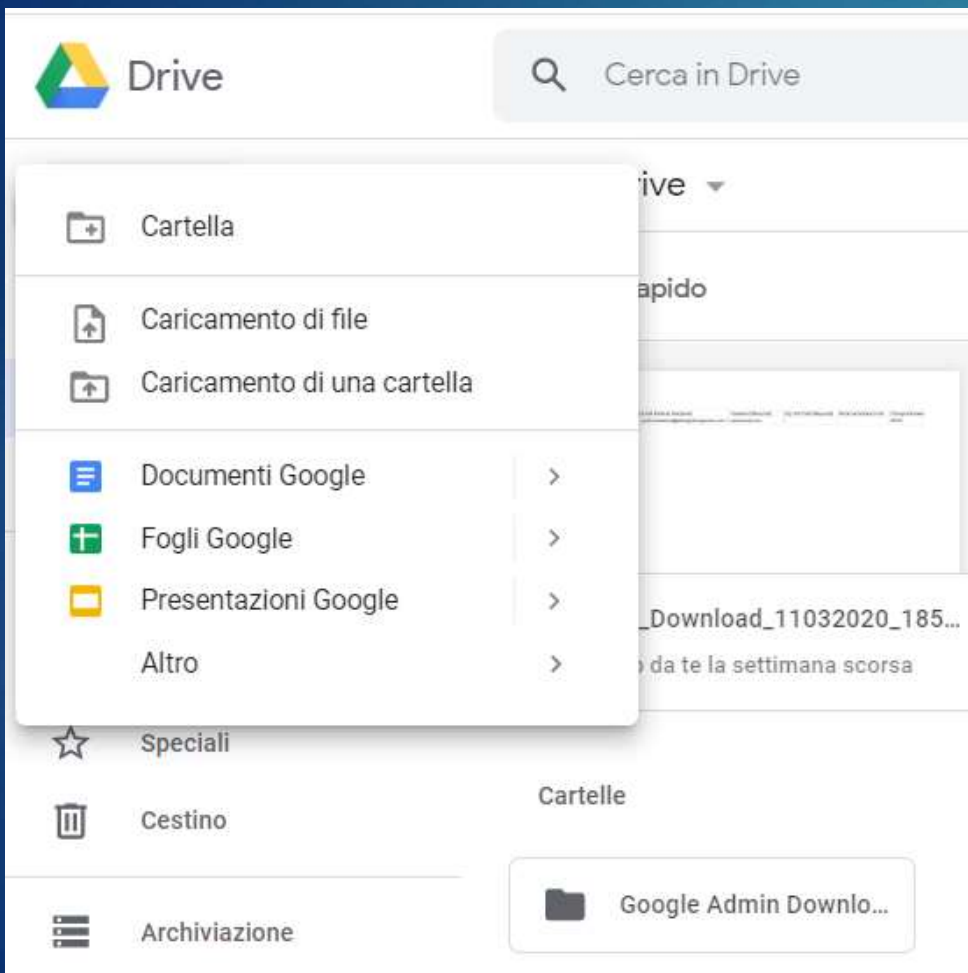 Drive
Cerca in Drive
ive
Cartella
apido
Caricamento di file
Caricamento di una cartella
Documenti Google
Fogli Google
Presentazioni Google
_Download_11032020_185...
Altro
da te la settimana scorsa
Speciali
Cartelle
Cestino
Google Admin Downlo...
Archiviazione